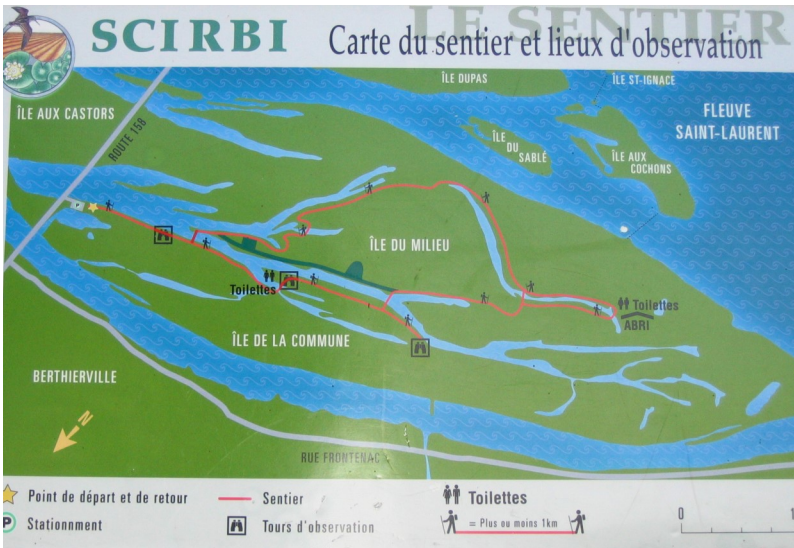 LE SENTIER
SCIRBI
Carte du sentier et lieux d'observation
ÎLE DUPAS
ÎLE ST-IGNACE
ÎLE AUX CASTORS
ROUTE 158
FLEUVE
SAINT-LAURENT
ÎLE
DU
SABLÉ
ÎLE AUX
COCHONS
P
ÎLE DU MILIEU
Toilettes
Toilettes
ABRI
ÎLE DE LA COMMUNE
BERTHIERVILLE
N
RUE FRONTENAC
Point de départ et de retour
Sentier
Toilettes
P
Stationnment
Tours d'observation
= Plus ou moins 1km
0
1